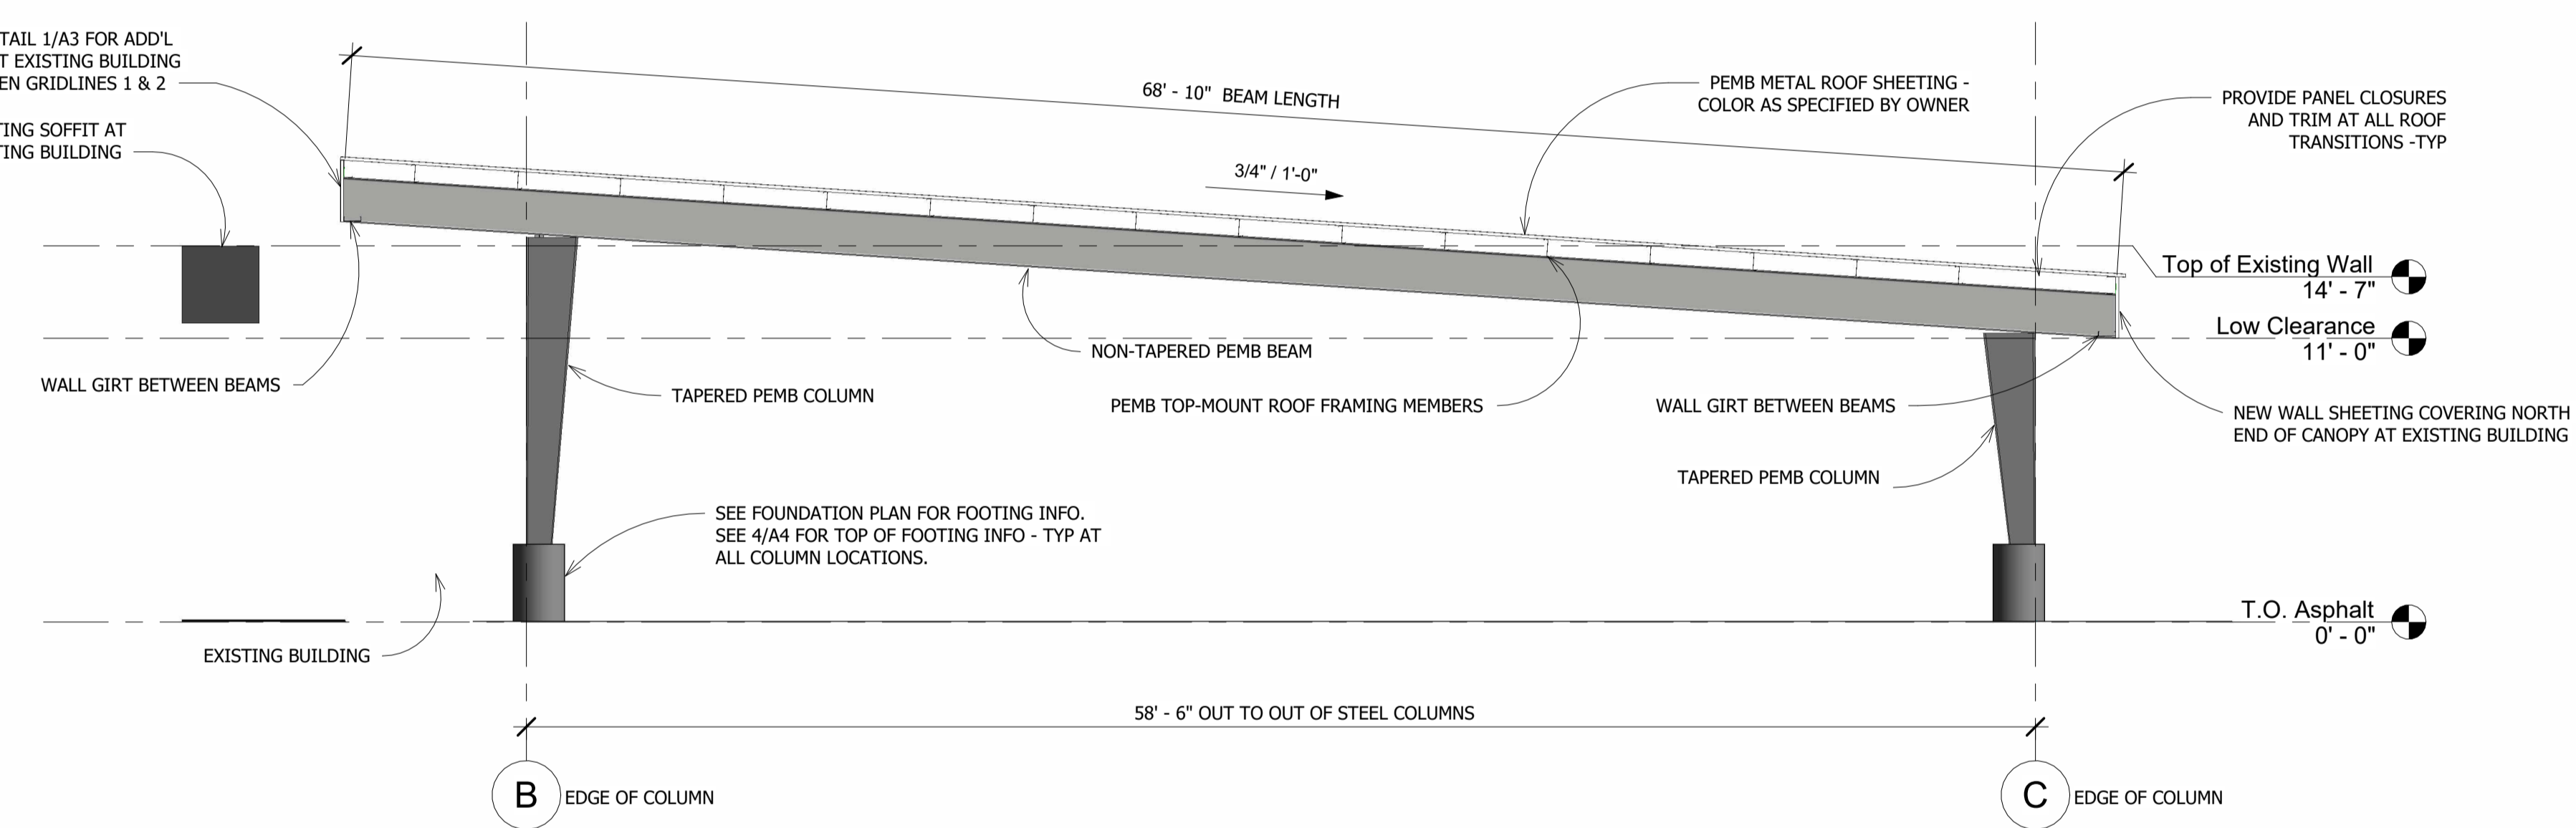 TAIL 1/A3 FOR ADD'L
T EXISTING BUILDING
EN GRIDLINES 1 & 2
TING SOFFIT AT
TING BUILDING
68' - 10" BEAM LENGTH
3/4" / 1'-0"
PEMB METAL ROOF SHEETING -
COLOR AS SPECIFIED BY OWNER
PROVIDE PANEL CLOSURES
AND TRIM AT ALL ROOF
TRANSITIONS -TYP
Top of Existing Wall
14' - 7"
Low Clearance
11' - 0"
WALL GIRT BETWEEN BEAMS
TAPERED PEMB COLUMN
NON-TAPERED PEMB BEAM
PEMB TOP-MOUNT ROOF FRAMING MEMBERS
WALL GIRT BETWEEN BEAMS
NEW WALL SHEETING COVERING NORTH
END OF CANOPY AT EXISTING BUILDING
TAPERED PEMB COLUMN
SEE FOUNDATION PLAN FOR FOOTING INFO.
SEE 4/A4 FOR TOP OF FOOTING INFO - TYP AT
ALL COLUMN LOCATIONS.
T.O. Asphalt
0' - 0"
EXISTING BUILDING
58' - 6" OUT TO OUT OF STEEL COLUMNS
B EDGE OF COLUMN
C EDGE OF COLUMN